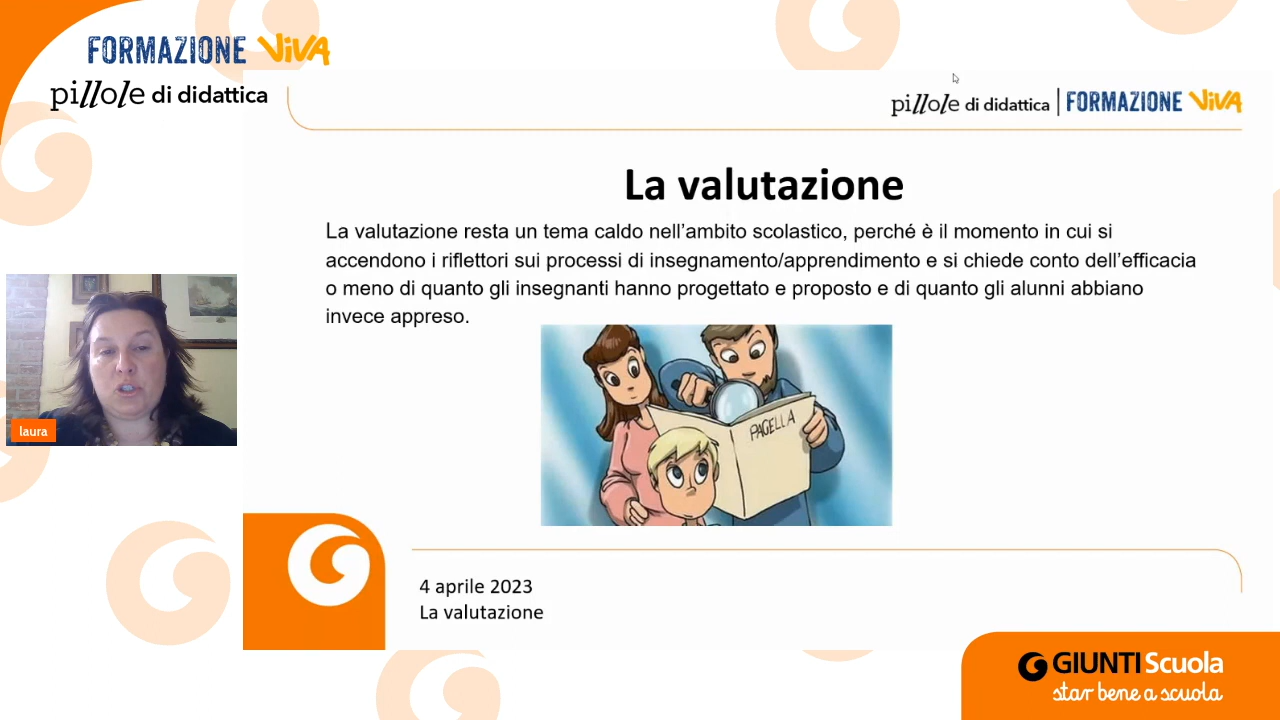 FORMAZIONE VIVA
pillole di didattica
pillole di didattica | FORMAZIONE VIVA
La valutazione
La valutazione resta un tema caldo nell’ambito scolastico, perché è il momento in cui si
accendono i riflettori sui processi di insegnamento/apprendimento e si chiede conto dell’efficacia
o meno di quanto gli insegnanti hanno progettato e proposto e di quanto gli alunni abbiano
invece appreso.
PAGELLA
laura
4 aprile 2023
La valutazione
GIUNTI Scuola
star bene a scuola